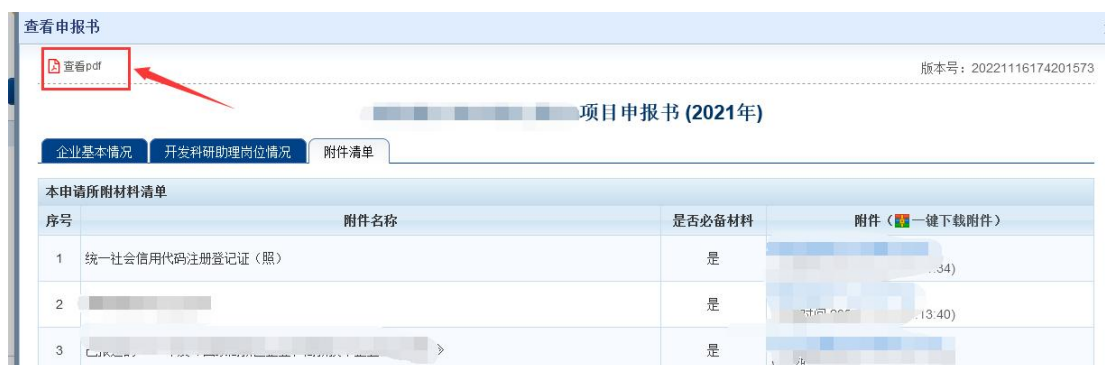 查看申报书
查看pdf
版本号：20221116174201573
项目申报书 (2021年)
企业基本情况 开发科研助理岗位情况 附件清单
本申请所附材料清单
序号 附件名称 是否必备材料 附件（一键下载附件）
1 统一社会信用代码注册登记证（照） 是 :34)
2 是 :13:40)
3 是